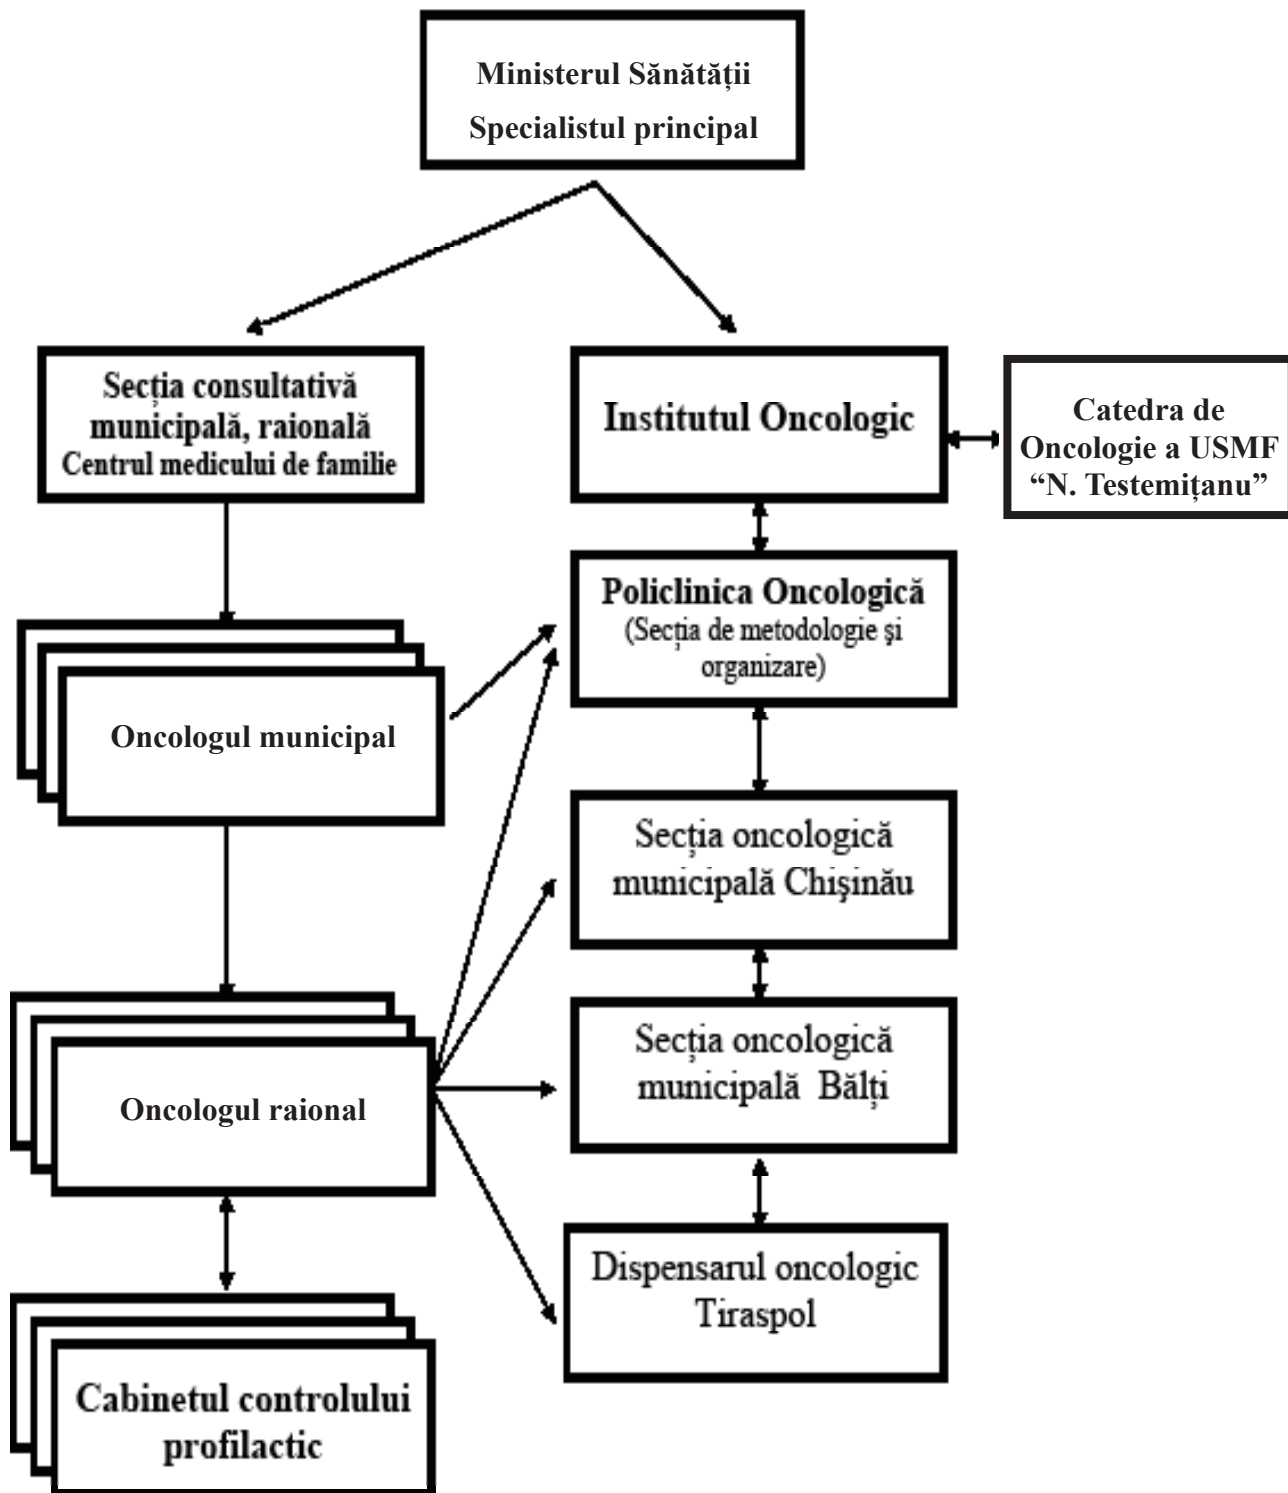 Ministerul Sănătății
Specialistul principal
Secția consultativă
municipală, raională
Centrul medicului de familie
Institutul Oncologic
Catedra de
Oncologie a USMF
“N. Testemițanu”
Policlinica Oncologică
(Secția de metodologie şi
organizare)
Oncologul municipal
Secția oncologică
municipală Chişinău
Secția oncologică
municipală Bălți
Oncologul raional
Dispensarul oncologic
Tiraspol
Cabinetul controlului
profilactic